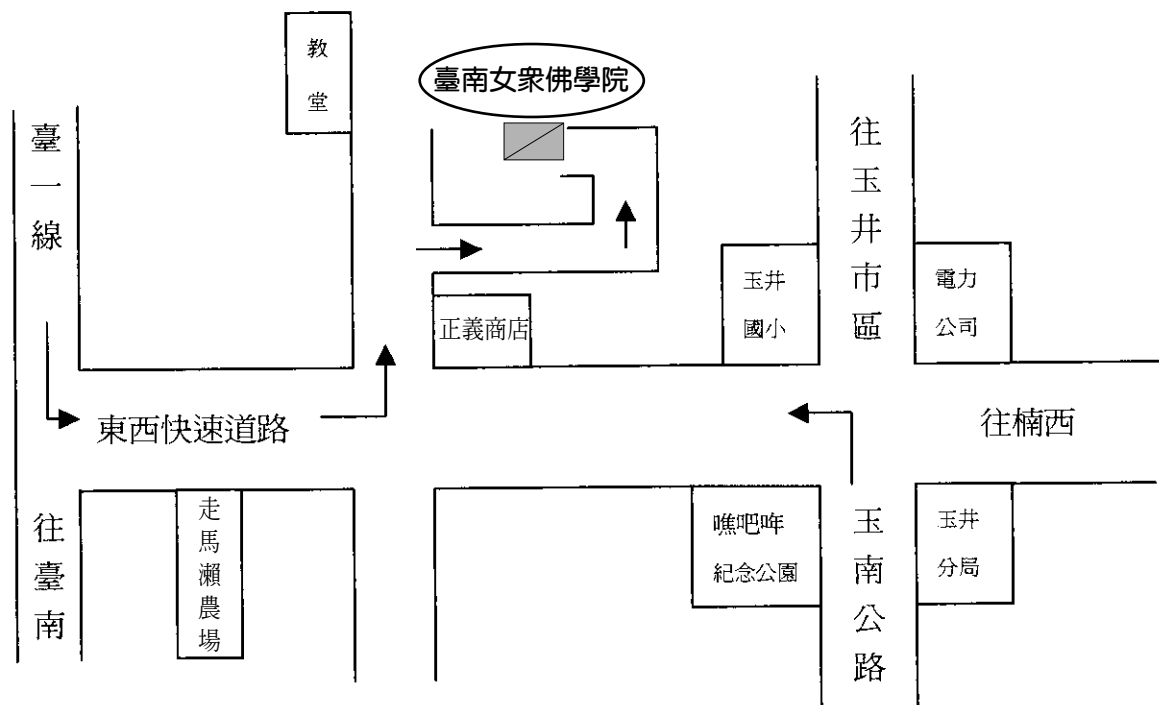 教
堂
臺南女眾佛學院
臺一線
往玉井市區
玉井
國小
電力
公司
正義商店
東西快速道路
往楠西
往臺南
走馬瀨農場
噍吧哖
紀念公園
玉南公路
玉井
分局